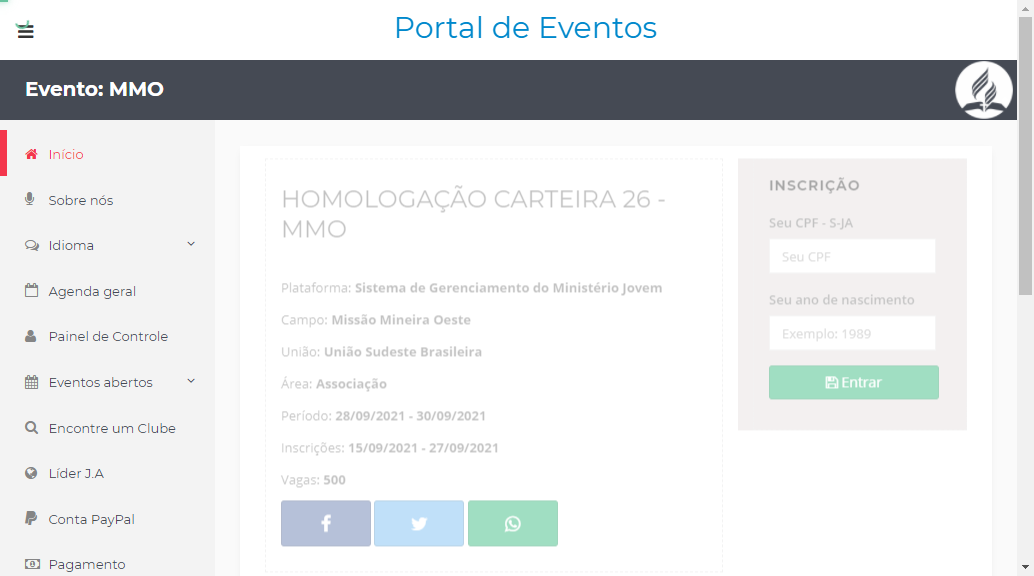 Portal de Eventos
Evento: MMO
Início
Sobre nós
Idioma
Agenda geral
Painel de Controle
Eventos abertos
Encontre um Clube
Líder J.A
Conta PayPal
Pagamento
HOMOLOGAÇÃO CARTEIRA 26 -
MMO
Plataforma: Sistema de Gerenciamento do Ministério Jovem
Campo: Missão Mineira Oeste
União: União Sudeste Brasileira
Área: Associação
Período: 28/09/2021 - 30/09/2021
Inscrições: 15/09/2021 - 27/09/2021
Vagas: 500
INSCRIÇÃO
Seu CPF - S-JA
Seu CPF
Seu ano de nascimento
Exemplo: 1989
Entrar